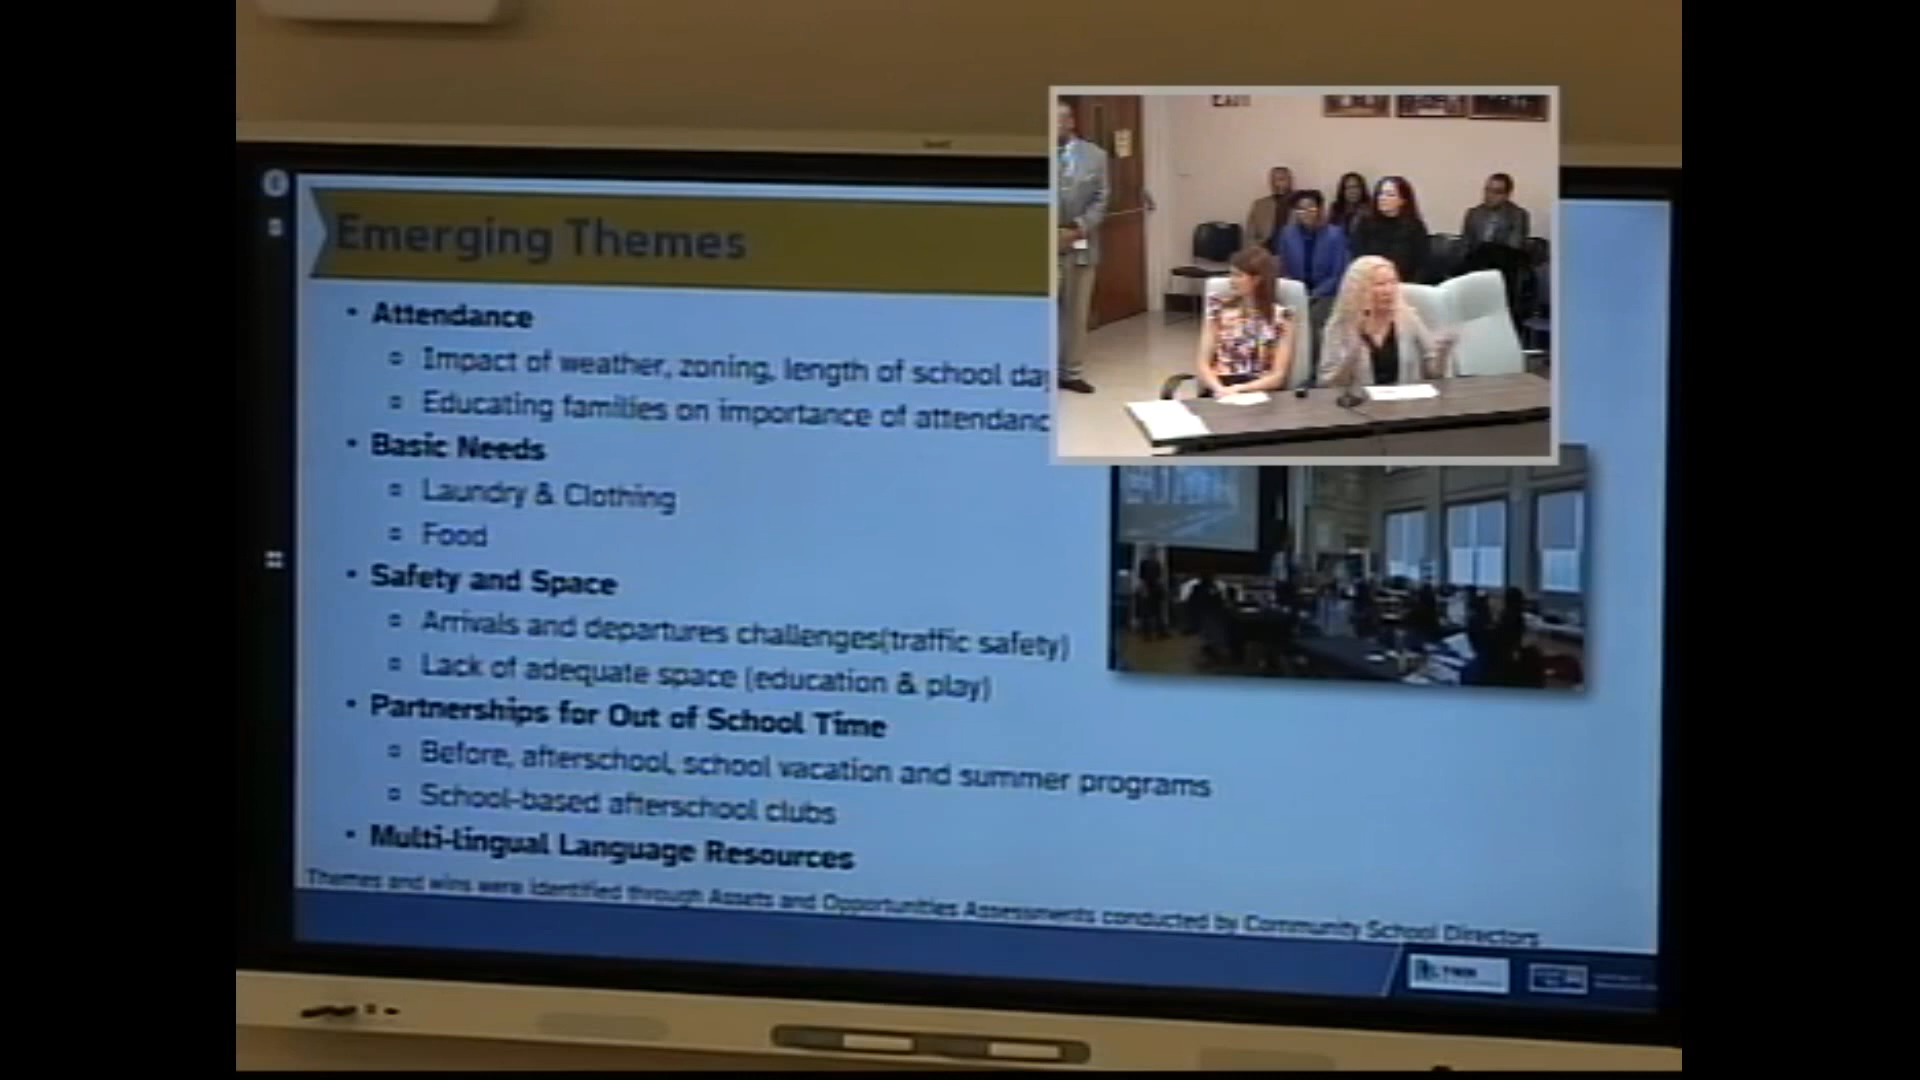 EXIT
Emerging Themes
• Attendance
Impact of weather, zoning, length of school day
Educating families on importance of attendanc
• Basic Needs
Laundry & Clothing
Food
• Safety and Space
Arrivals and departures challenges(traffic safety)
Lack of adequate space (education & play)
• Partnerships for Out of School Time
Before, afterschool, school vacation and summer programs
School-based afterschool clubs
• Multi-lingual Language Resources
Themes and wins were identified through Assets and Opportunities Assessments conducted by Community School Directors